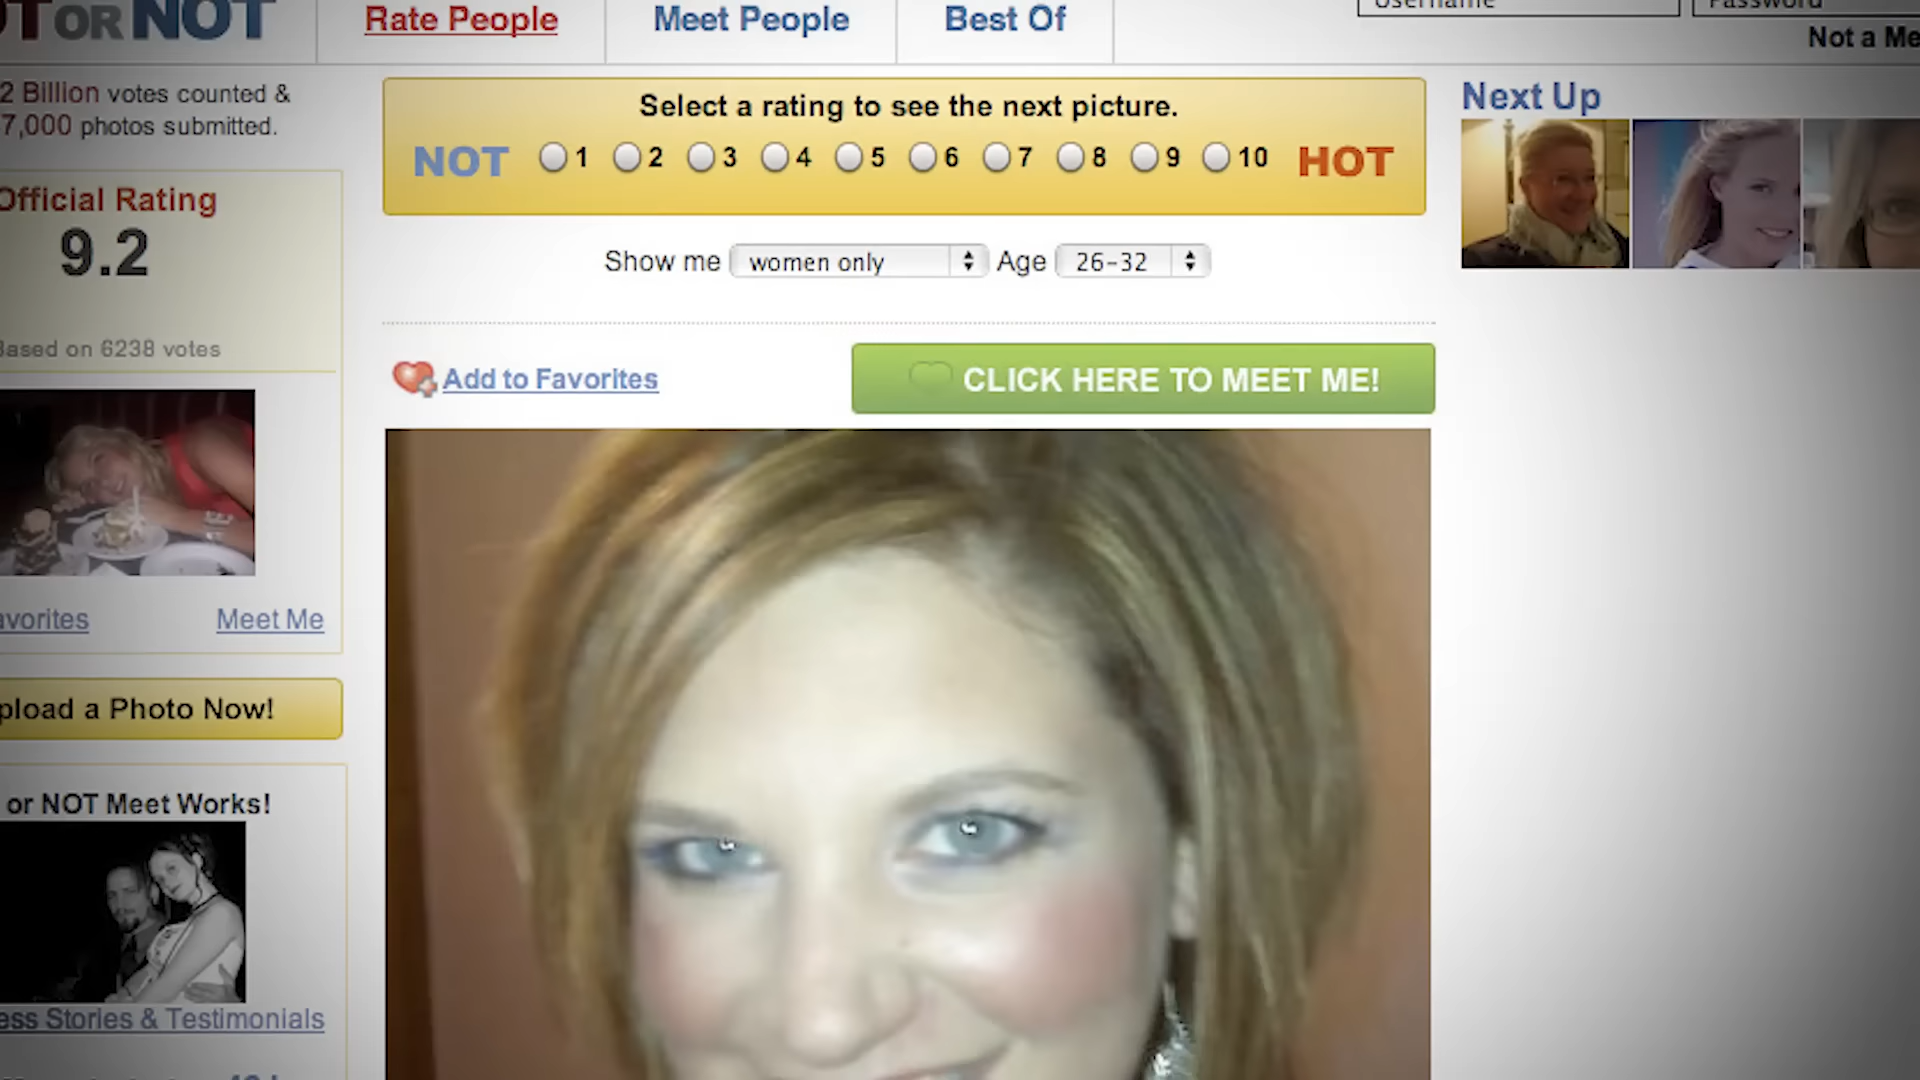 OR NOT
Rate People
Meet People
Best Of
Username
Password
Not a Me
2 Billion votes counted &
7,000 photos submitted.
Select a rating to see the next picture.
NOT 1 2 3 4 5 6 7 8 9 10 HOT
Next Up
Official Rating
9.2
Based on 6238 votes
Show me women only Age 26-32
Add to Favorites
CLICK HERE TO MEET ME!
avorites
Meet Me
pload a Photo Now!
or NOT Meet Works!
ess Stories & Testimonials